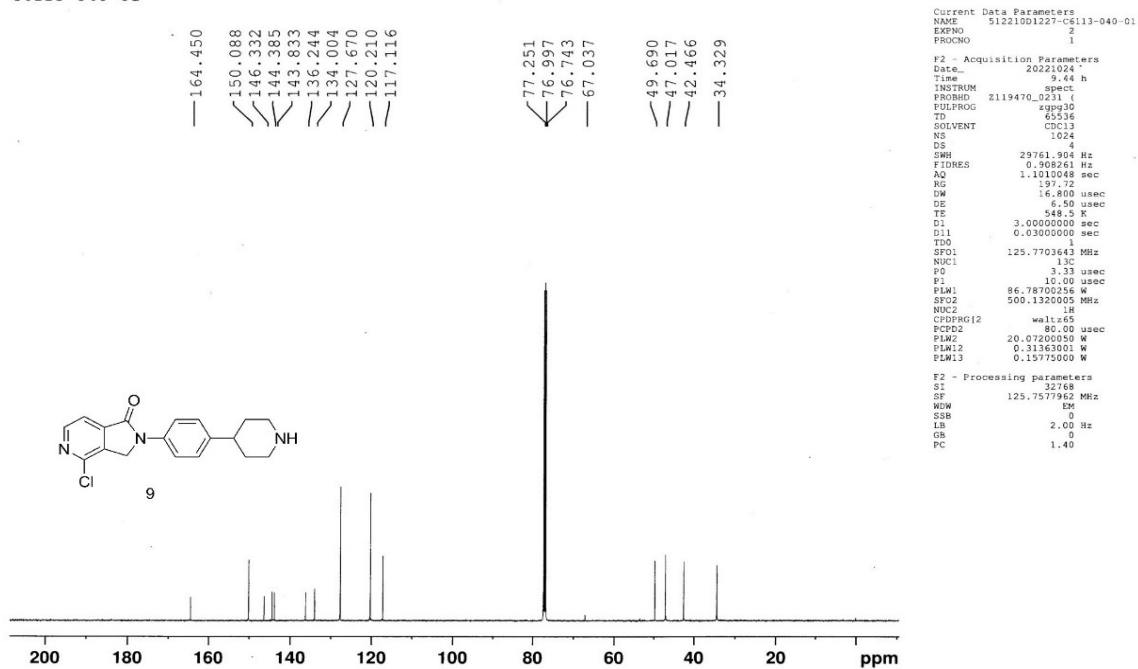 164.450
150.088
146.332
144.385
143.833
136.244
134.004
127.670
120.210
117.116
77.251
76.997
76.743
67.037
49.690
47.017
42.466
34.329
Current Data Parameters
NAME 512210D1227-C6113-040-01
EXPNO 2
PROCNO 1
F2 - Acquisition Parameters
Date_ 20221024
Time 9.44 h
INSTRUM spect
PROBHD Z119470_0231 (
PULPROG zgpg30
TD 65536
SOLVENT CDCl3
NS 1024
DS 4
SWH 29761.904 Hz
FIDRES 0.908261 Hz
AQ 1.1010048 sec
RG 197.72
DW 16.800 usec
DE 6.50 usec
TE 548.5 K
D1 3.00000000 sec
D11 0.03000000 sec
TD0 1
SFO1 125.7703643 MHz
NUC1 13C
P0 3.33 usec
P1 10.00 usec
PLW1 86.78700256 W
SFO2 500.1320005 MHz
NUC2 1H
CPDPRG[2 waltz65
PCPD2 80.00 usec
PLW2 20.07200050 W
PLW12 0.31363001 W
PLW13 0.15775000 W
F2 - Processing parameters
SI 32768
SF 125.7577962 MHz
WDW EM
SSB 0
LB 2.00 Hz
GB 0
PC 1.40
O
N
N
NH
Cl
9
200 180 160 140 120 100 80 60 40 20 ppm